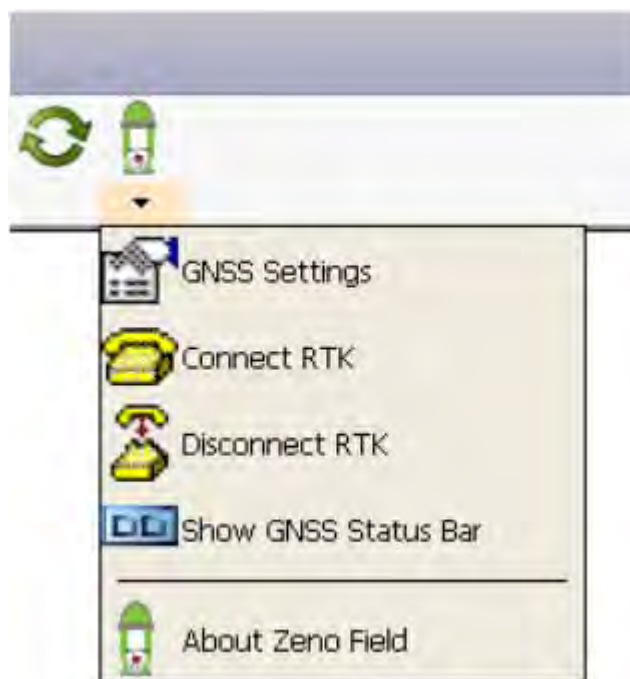 GNSS Settings
Connect RTK
Disconnect RTK
Show GNSS Status Bar
About Zeno Field